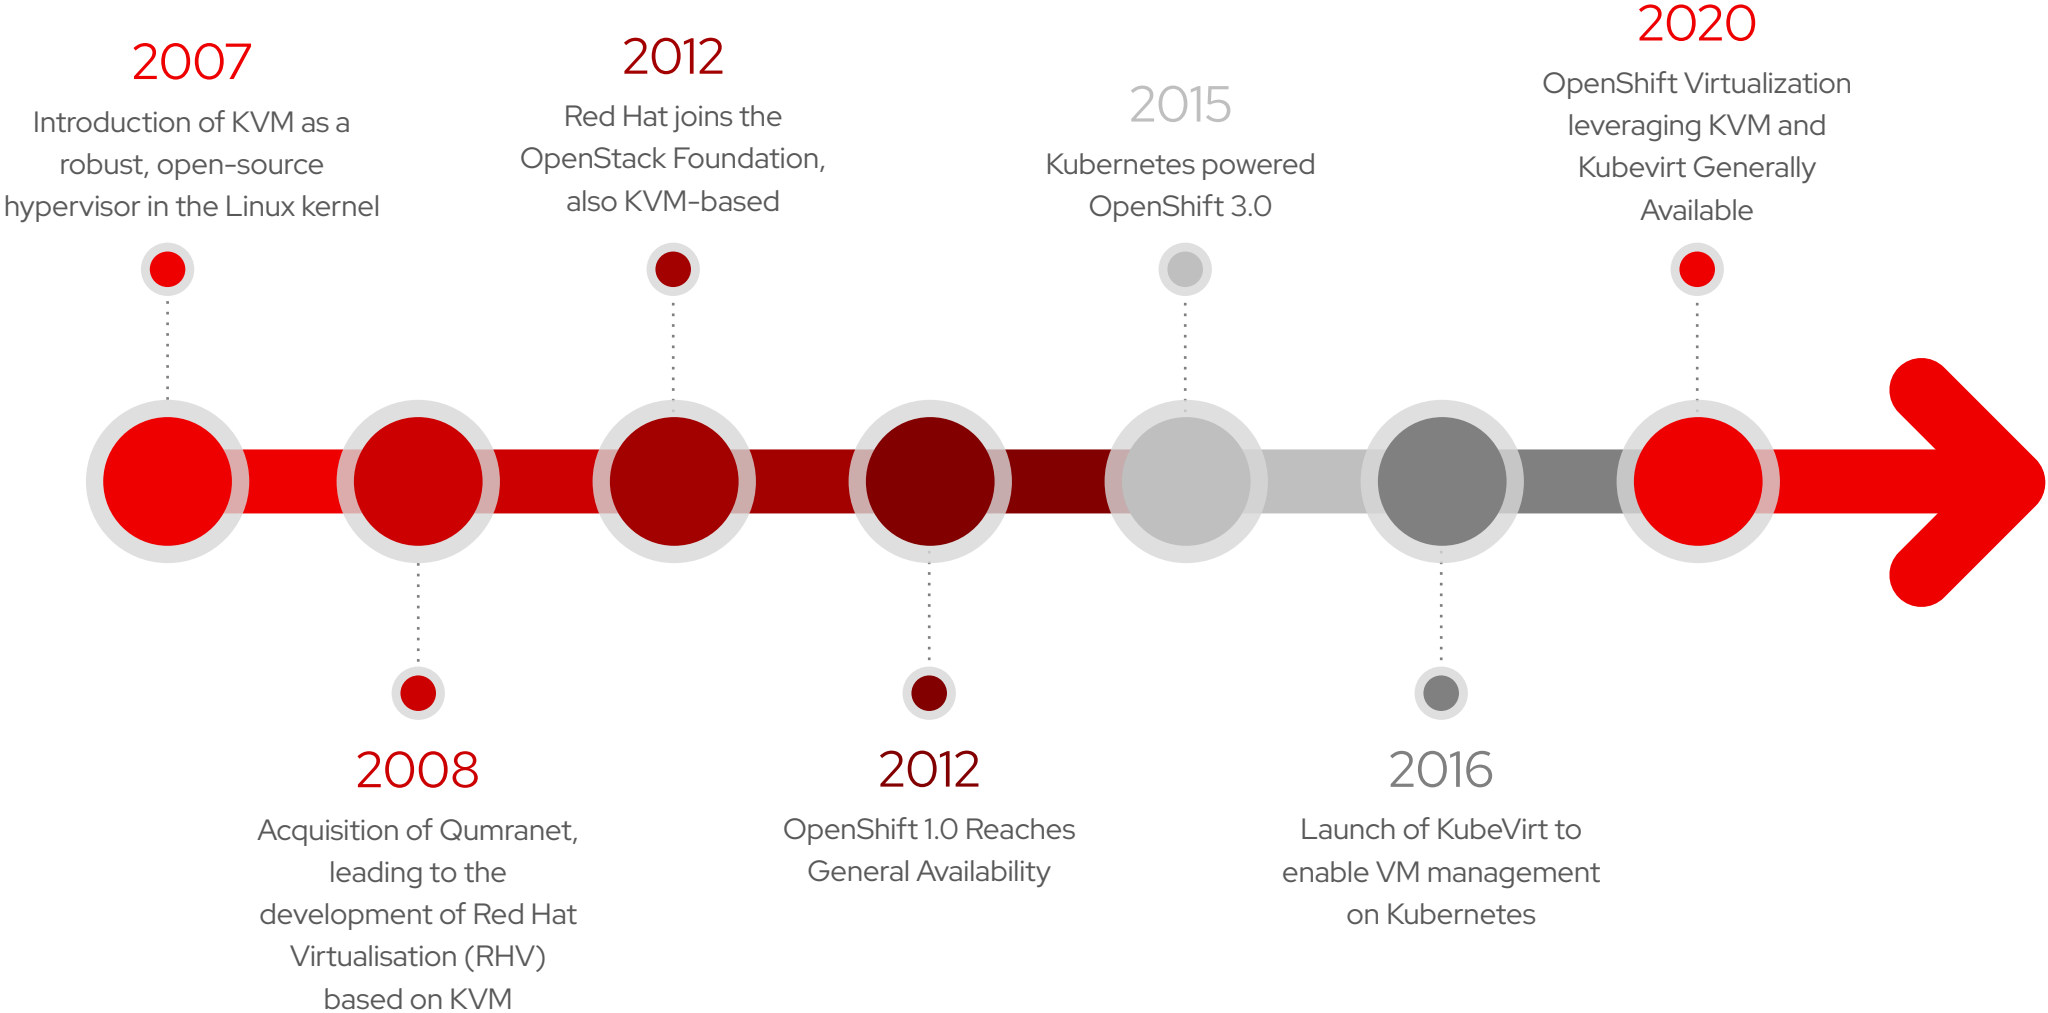 2007
Introduction of KVM as a
robust, open-source
hypervisor in the Linux kernel
2008
Acquisition of Qumranet,
leading to the
development of Red Hat
Virtualisation (RHV)
based on KVM
2012
Red Hat joins the
OpenStack Foundation,
also KVM-based
2012
OpenShift 1.0 Reaches
General Availability
2015
Kubernetes powered
OpenShift 3.0
2016
Launch of KubeVirt to
enable VM management
on Kubernetes
2020
OpenShift Virtualization
leveraging KVM and
Kubevirt Generally
Available